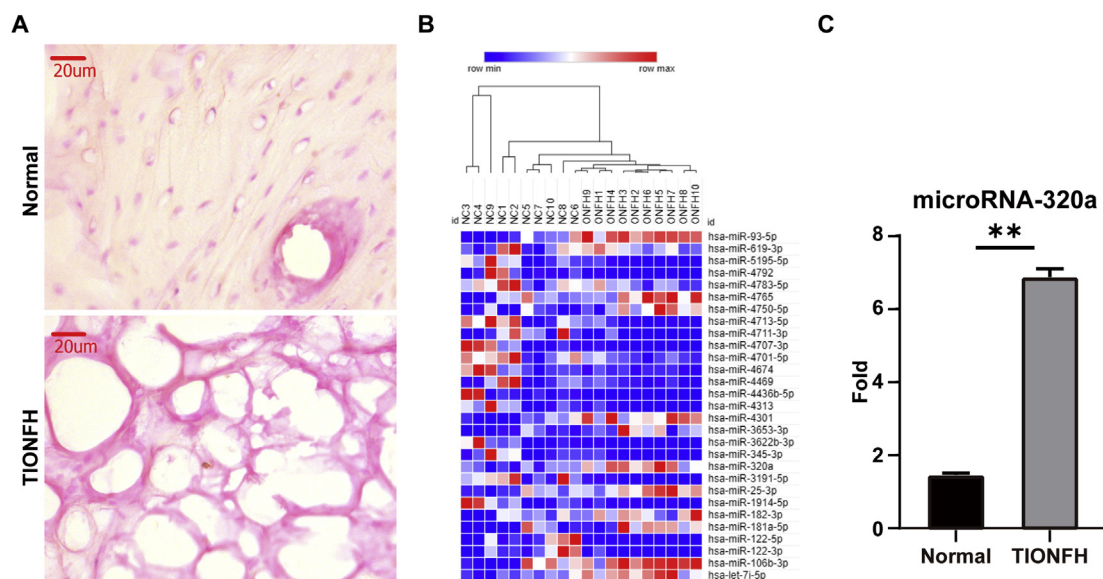 A
B
C
20um
Normal
20um
TIONFH
row min
row max
id
NC3
NC4
NC9
NC1
NC2
NC5
NC7
NC10
NC8
NC6
ONFH9
ONFH1
ONFH4
ONFH3
ONFH2
ONFH6
ONFH5
ONFH7
ONFH8
ONFH10
id
hsa-miR-93-5p
hsa-miR-619-3p
hsa-miR-5195-5p
hsa-miR-4792
hsa-miR-4783-5p
hsa-miR-4765
hsa-miR-4750-5p
hsa-miR-4713-5p
hsa-miR-4711-3p
hsa-miR-4707-3p
hsa-miR-4701-5p
hsa-miR-4674
hsa-miR-4469
hsa-miR-4436b-5p
hsa-miR-4313
hsa-miR-4301
hsa-miR-3653-3p
hsa-miR-3622b-3p
hsa-miR-345-3p
hsa-miR-320a
hsa-miR-3191-5p
hsa-miR-25-3p
hsa-miR-1914-5p
hsa-miR-182-3p
hsa-miR-181a-5p
hsa-miR-122-5p
hsa-miR-122-3p
hsa-miR-106b-3p
hsa-let-7i-5p
microRNA-320a
**
8
6
4
2
0
Fold
Normal TIONFH